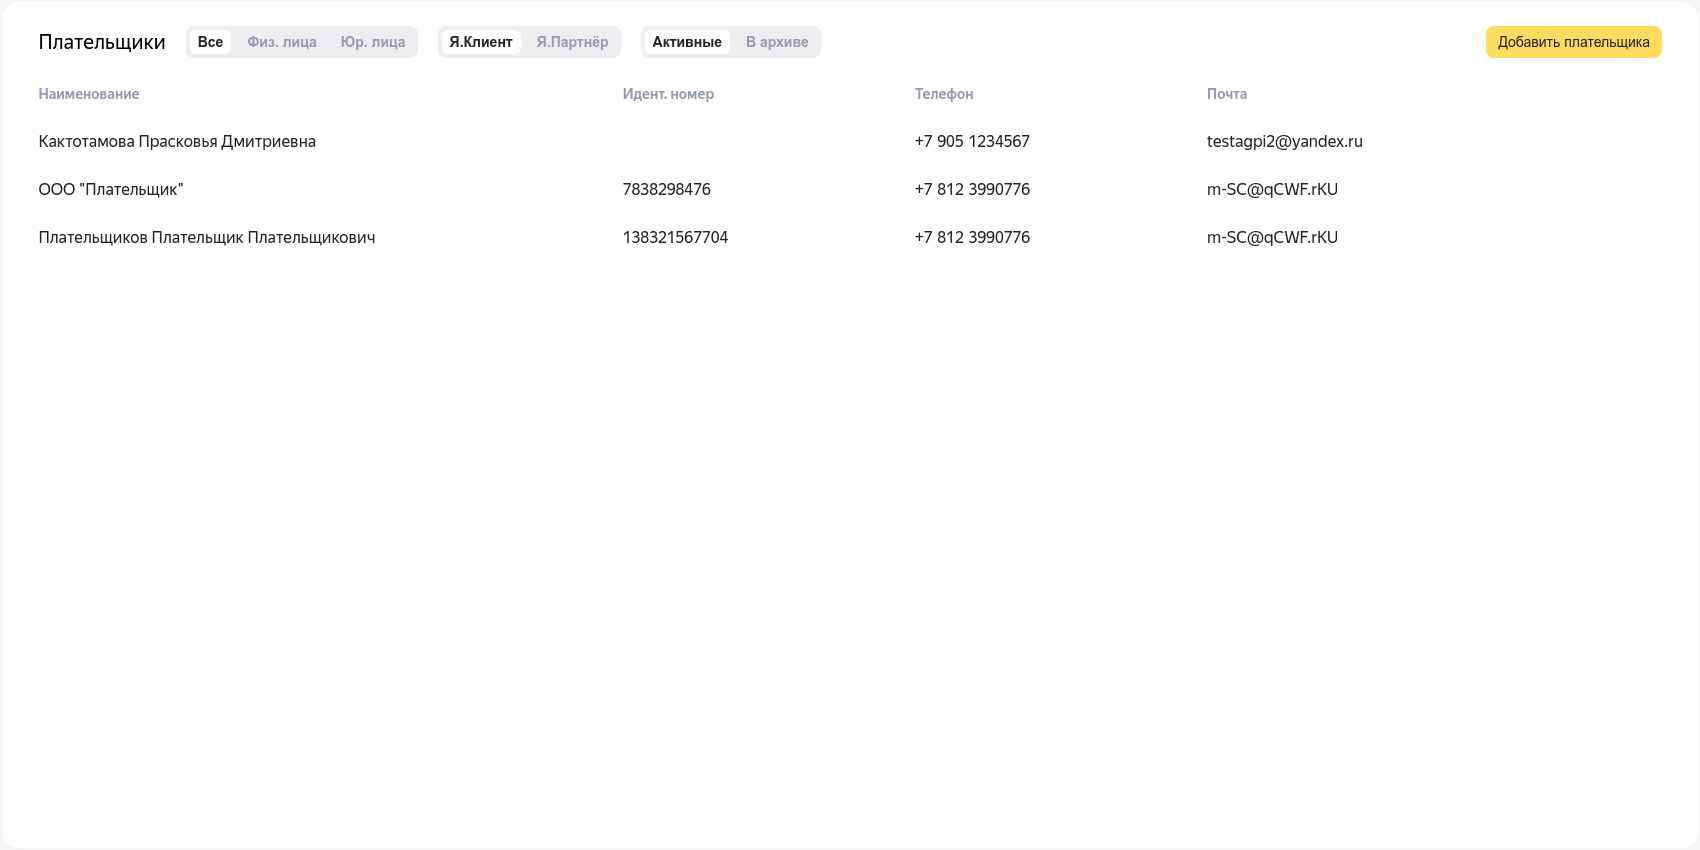 Плательщики Все Физ. лица Юр. лица Я.Клиент Я.Партнёр Активные В архиве Добавить плательщика
Наименование Идент. номер Телефон Почта
Кактотамова Прасковья Дмитриевна +7 905 1234567 testagpi2@yandex.ru
ООО "Плательщик" 7838298476 +7 812 3990776 m-SC@qCWF.rKU
Плательщиков Плательщик Плательщикович 138321567704 +7 812 3990776 m-SC@qCWF.rKU